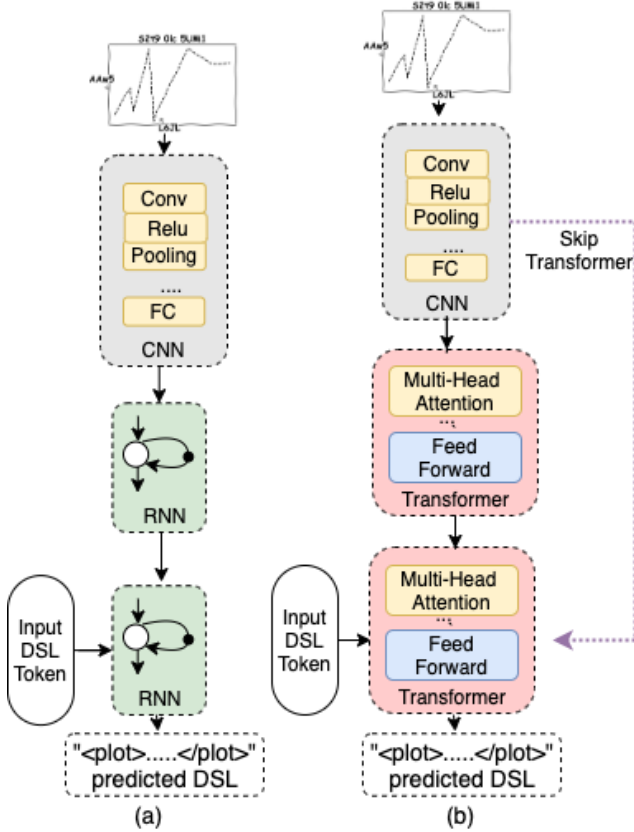 Conv
Relu
Pooling
....
FC
CNN
RNN
Input
DSL
Token
RNN
"<plot>.....</plot>"
predicted DSL
(a)
Conv
Relu
Pooling
....
FC
CNN
Skip
Transformer
Multi-Head
Attention
....
Feed
Forward
Transformer
Input
DSL
Token
Multi-Head
Attention
....
Feed
Forward
Transformer
"<plot>.....</plot>"
predicted DSL
(b)